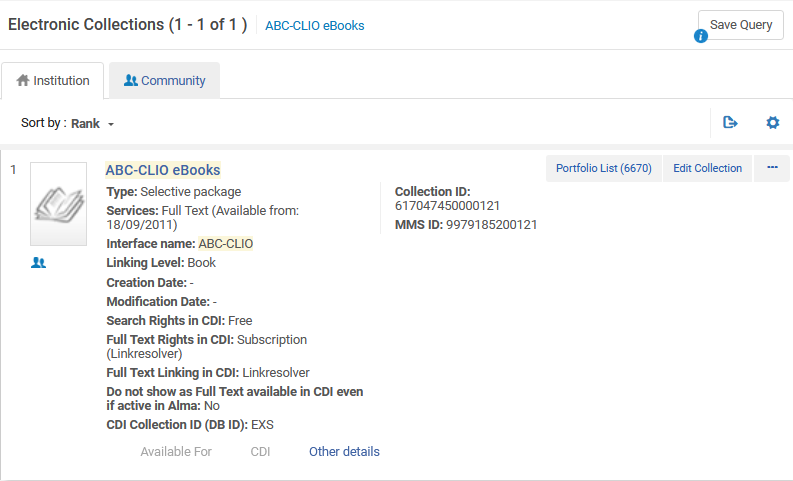 Electronic Collections (1 - 1 of 1 ) ABC-CLIO eBooks
Save Query
Institution Community
Sort by : Rank
1 ABC-CLIO eBooks
Portfolio List (6670) Edit Collection ...
Type: Selective package
Services: Full Text (Available from:
18/09/2011)
Interface name: ABC-CLIO
Linking Level: Book
Creation Date: -
Modification Date: -
Search Rights in CDI: Free
Full Text Rights in CDI: Subscription
(Linkresolver)
Full Text Linking in CDI: Linkresolver
Do not show as Full Text available in CDI even
if active in Alma: No
CDI Collection ID (DB ID): EXS
Collection ID:
617047450000121
MMS ID: 9979185200121
Available For CDI Other details